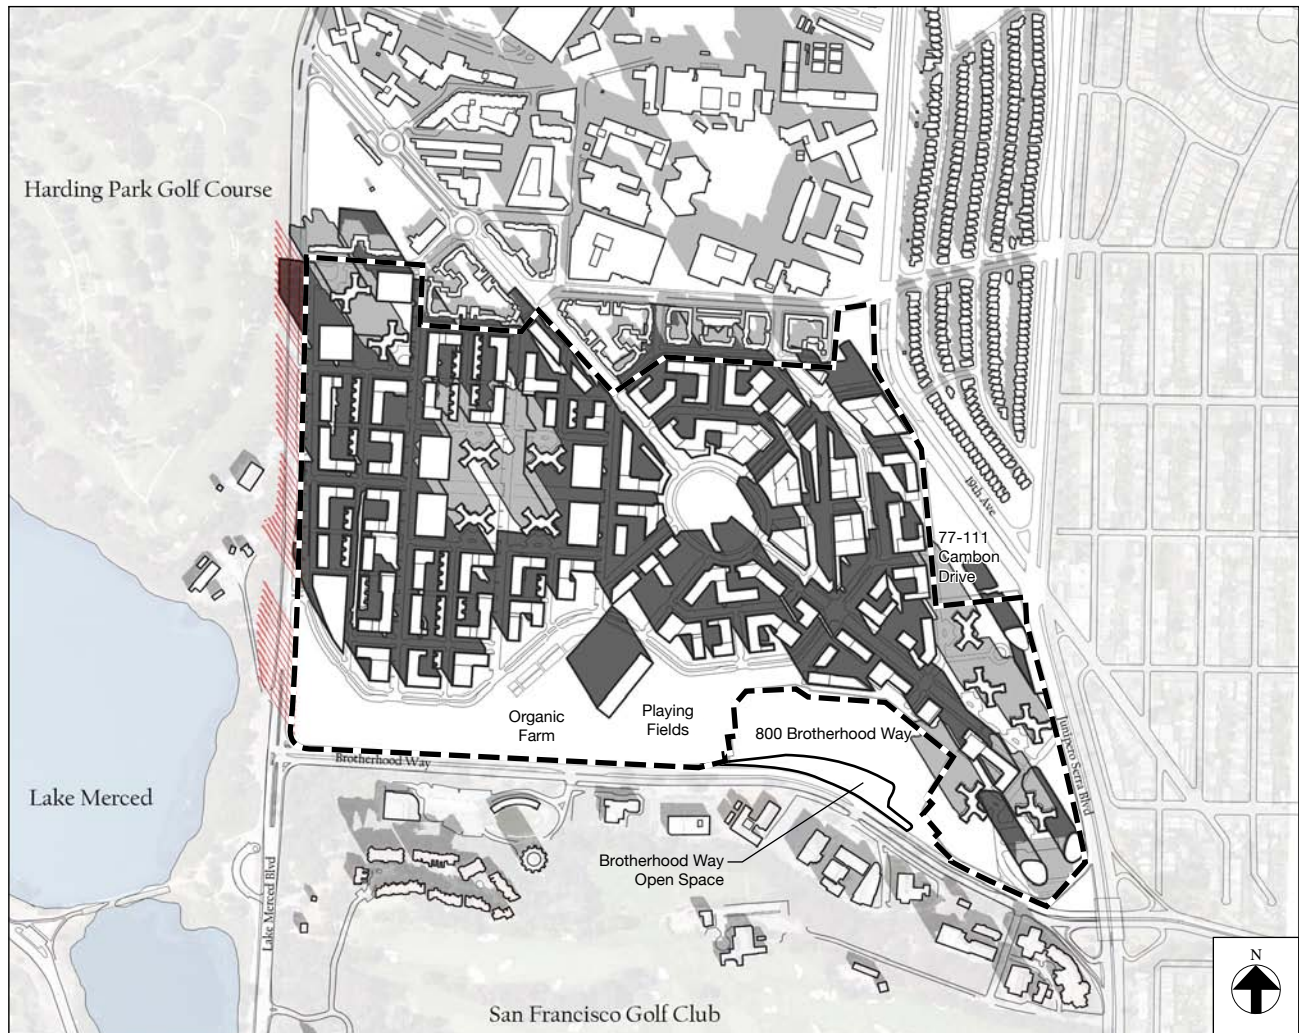 Harding Park Golf Course
19th Ave
77-111
Cambon
Drive
Organic
Farm
Playing
Fields
800 Brotherhood Way
Junipero Serra Blvd
Brotherhood Way
Lake Merced
Brotherhood Way
Open Space
Lake Merced Blvd
N
San Francisco Golf Club